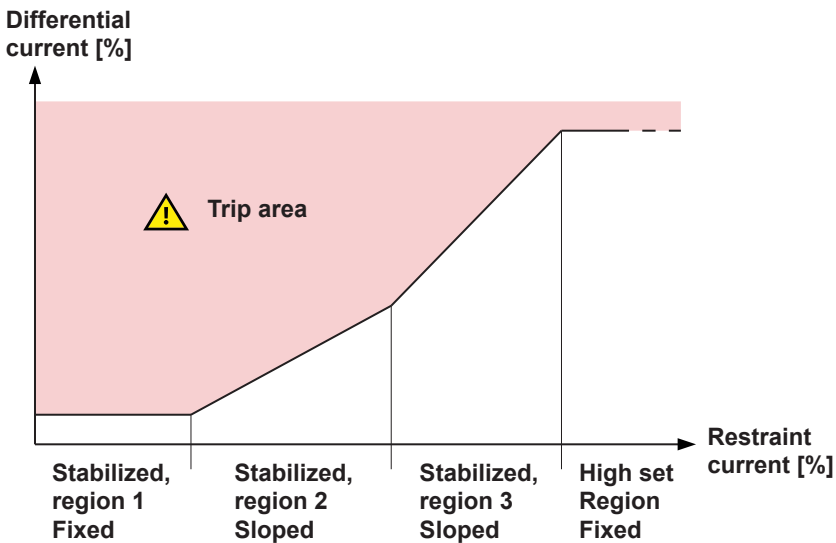 Differential
current [%]
! Trip area
Restraint
current [%]
Stabilized,
region 1
Fixed
Stabilized,
region 2
Sloped
Stabilized,
region 3
Sloped
High set
Region
Fixed